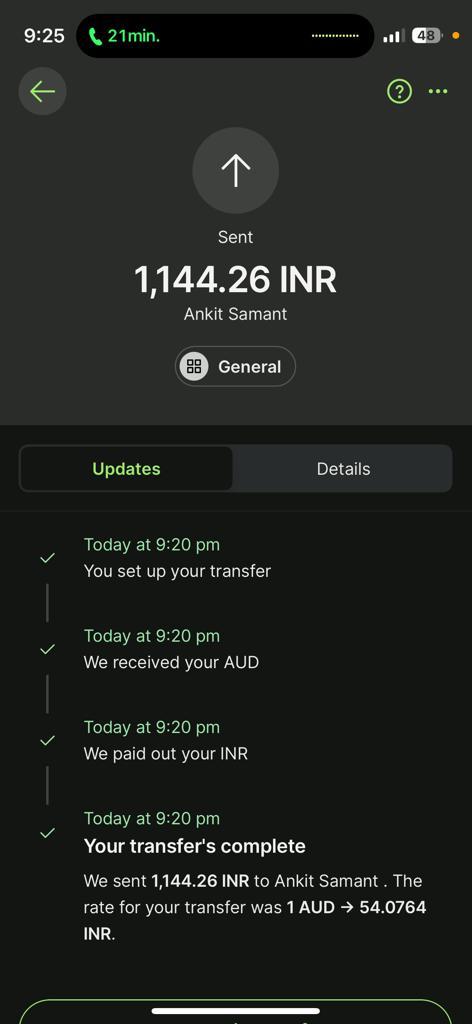 9:25
21min.
48
?
Sent
1,144.26 INR
Ankit Samant
General
Updates
Details
Today at 9:20 pm
You set up your transfer
Today at 9:20 pm
We received your AUD
Today at 9:20 pm
We paid out your INR
Today at 9:20 pm
Your transfer's complete
We sent 1,144.26 INR to Ankit Samant . The
rate for your transfer was 1 AUD → 54.0764
INR.